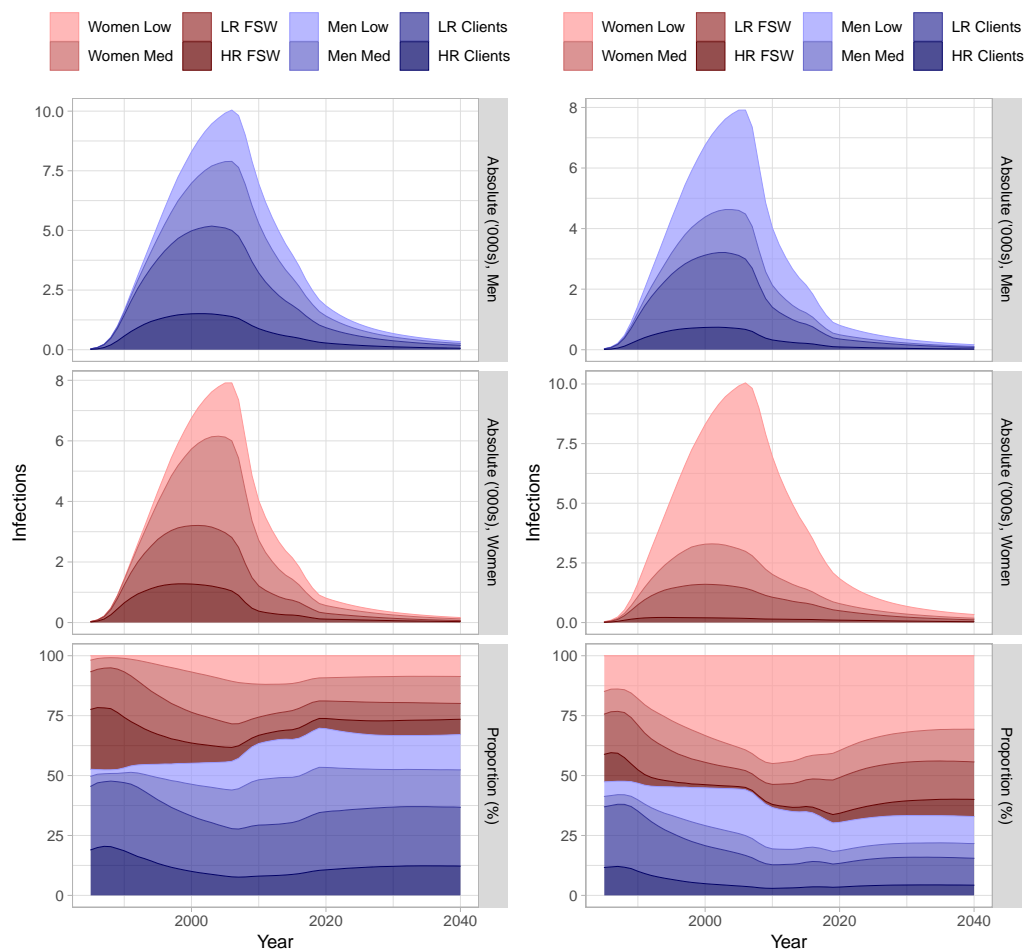 Women Low LR FSW Men Low LR Clients
Women Med HR FSW Men Med HR Clients
Women Low LR FSW Men Low LR Clients
Women Med HR FSW Men Med HR Clients
10.0
7.5
5.0
2.5
0.0
Absolute ('000s), Men
8
6
4
2
0
Absolute ('000s), Women
100
75
50
25
0
Proportion (%)
2000 2020 2040
Year
Infections
8
6
4
2
0
Absolute ('000s), Men
10.0
7.5
5.0
2.5
0.0
Absolute ('000s), Women
100
75
50
25
0
Proportion (%)
2000 2020 2040
Year
Infections